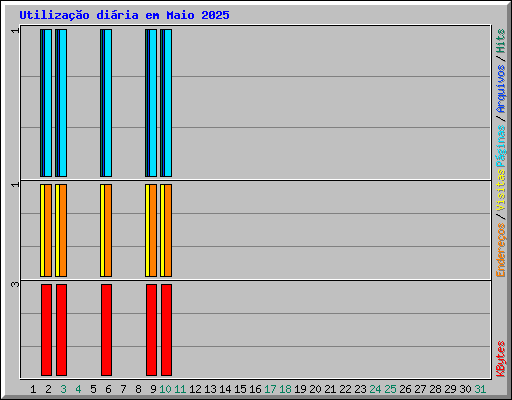 Utilização diária em Maio 2025
1
1
3
KBytes
Endereços / Visitas Páginas / Arquivos / Hits
1 2 3 4 5 6 7 8 9 10 11 12 13 14 15 16 17 18 19 20 21 22 23 24 25 26 27 28 29 30 31